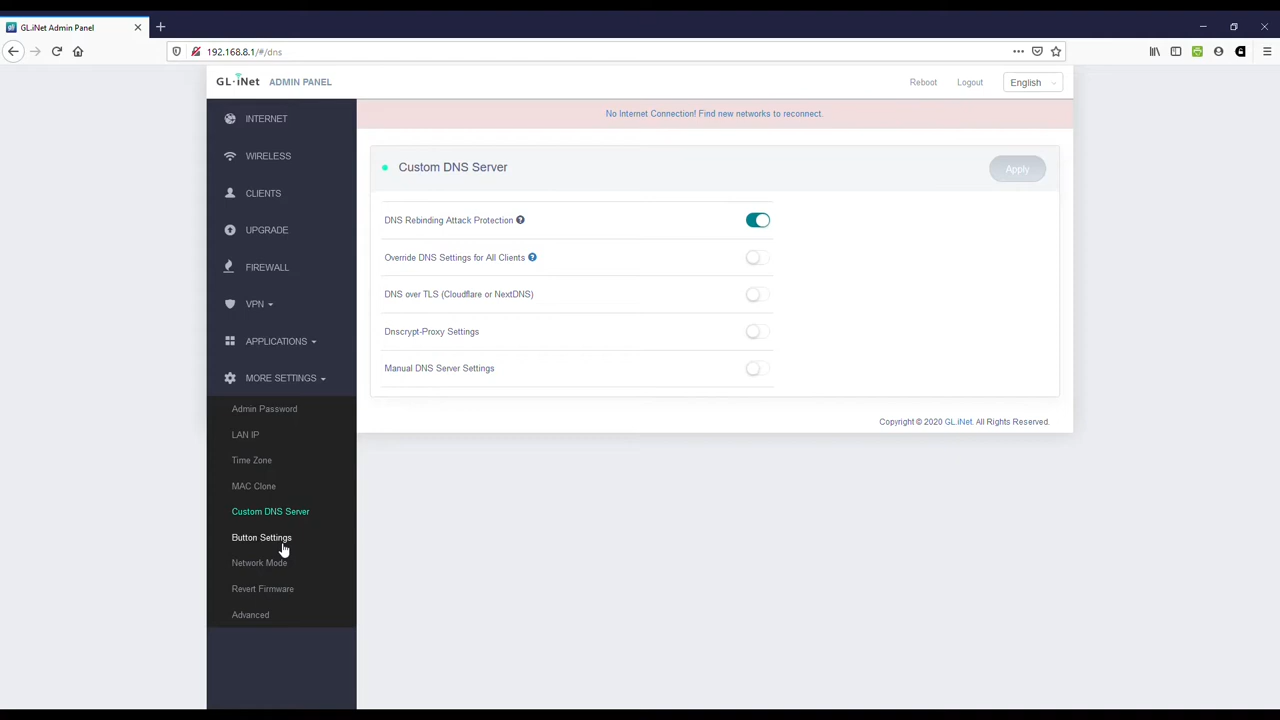 GL.iNet Admin Panel
192.168.8.1/#/dns
GL·iNet ADMIN PANEL
Reboot
Logout
English
INTERNET
WIRELESS
CLIENTS
UPGRADE
FIREWALL
VPN
APPLICATIONS
MORE SETTINGS
Admin Password
LAN IP
Time Zone
MAC Clone
Custom DNS Server
Button Settings
Network Mode
Revert Firmware
Advanced
No Internet Connection! Find new networks to reconnect.
Custom DNS Server
Apply
DNS Rebinding Attack Protection
Override DNS Settings for All Clients
DNS over TLS (Cloudflare or NextDNS)
Dnscrypt-Proxy Settings
Manual DNS Server Settings
Copyright © 2020 GL.iNet. All Rights Reserved.